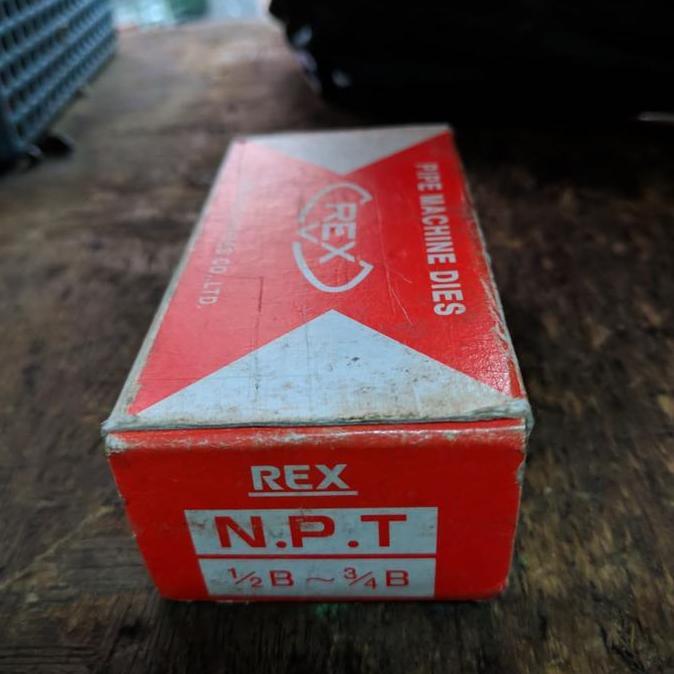 PIPE MACHINE DIES
REX
CO.,LTD.
REX
N.P.T
½B ~ ¾B